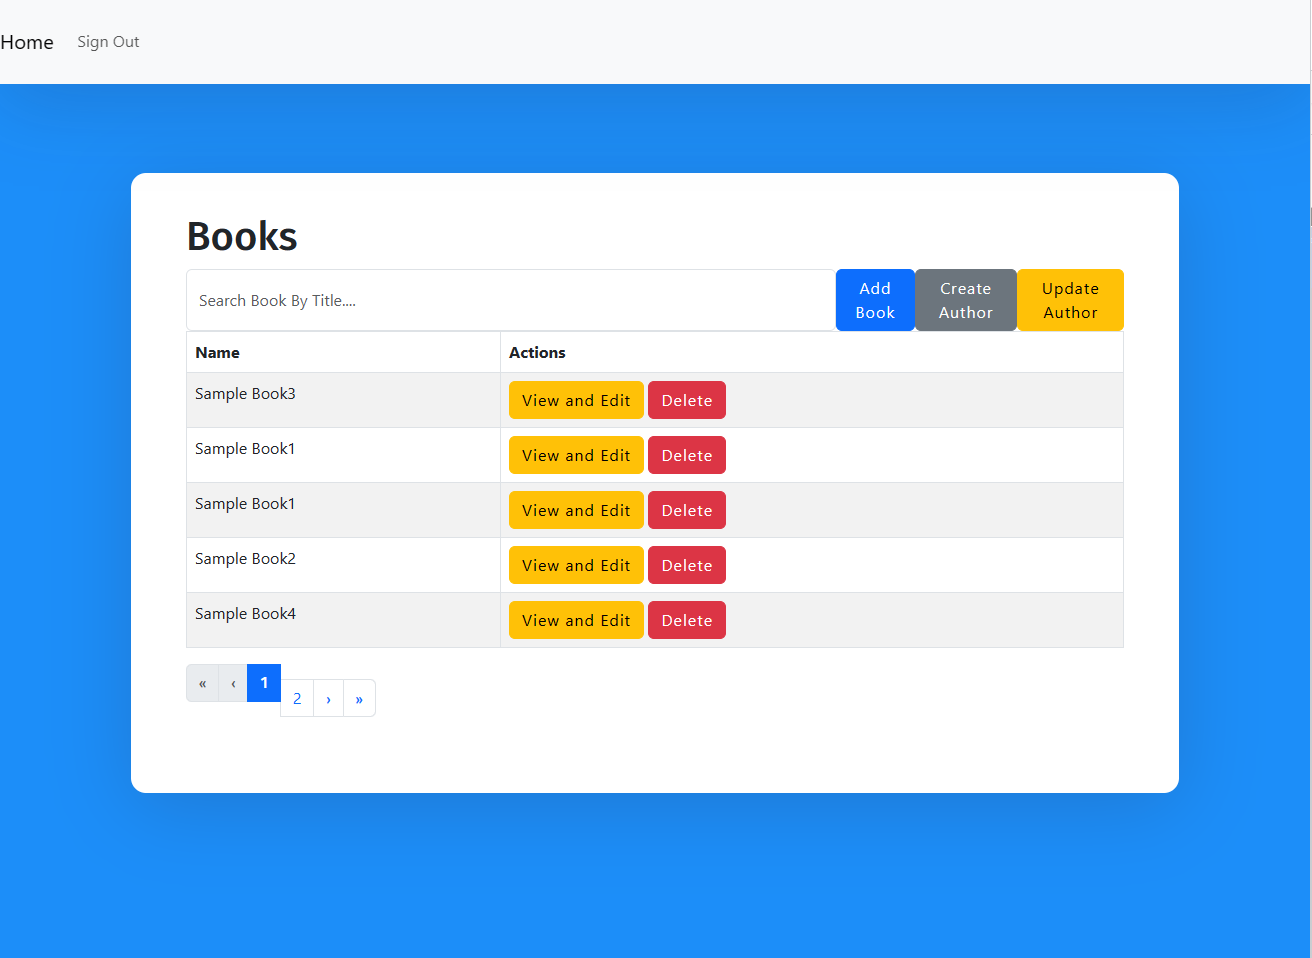 Home Sign Out
Books
Search Book By Title....
Add Book
Create Author
Update Author
Name Actions
Sample Book3 View and Edit Delete
Sample Book1 View and Edit Delete
Sample Book1 View and Edit Delete
Sample Book2 View and Edit Delete
Sample Book4 View and Edit Delete
« ‹ 1 2 › »